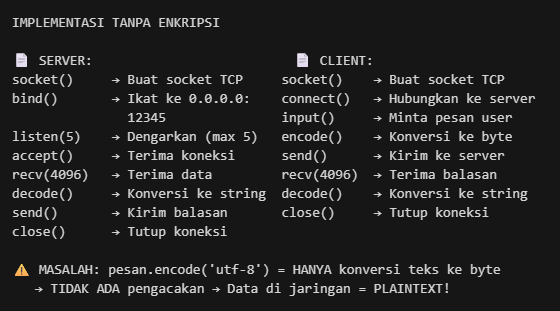 IMPLEMENTASI TANPA ENKRIPSI
📄 SERVER: 📄 CLIENT:
socket() → Buat socket TCP socket() → Buat socket TCP
bind() → Ikat ke 0.0.0.0: connect() → Hubungkan ke server
12345 input() → Minta pesan user
listen(5) → Dengarkan (max 5) encode() → Konversi ke byte
accept() → Terima koneksi send() → Kirim ke server
recv(4096) → Terima data recv(4096) → Terima balasan
decode() → Konversi ke string decode() → Konversi ke string
send() → Kirim balasan close() → Tutup koneksi
close() → Tutup koneksi
⚠️ MASALAH: pesan.encode('utf-8') = HANYA konversi teks ke byte
→ TIDAK ADA pengacakan → Data di jaringan = PLAINTEXT!